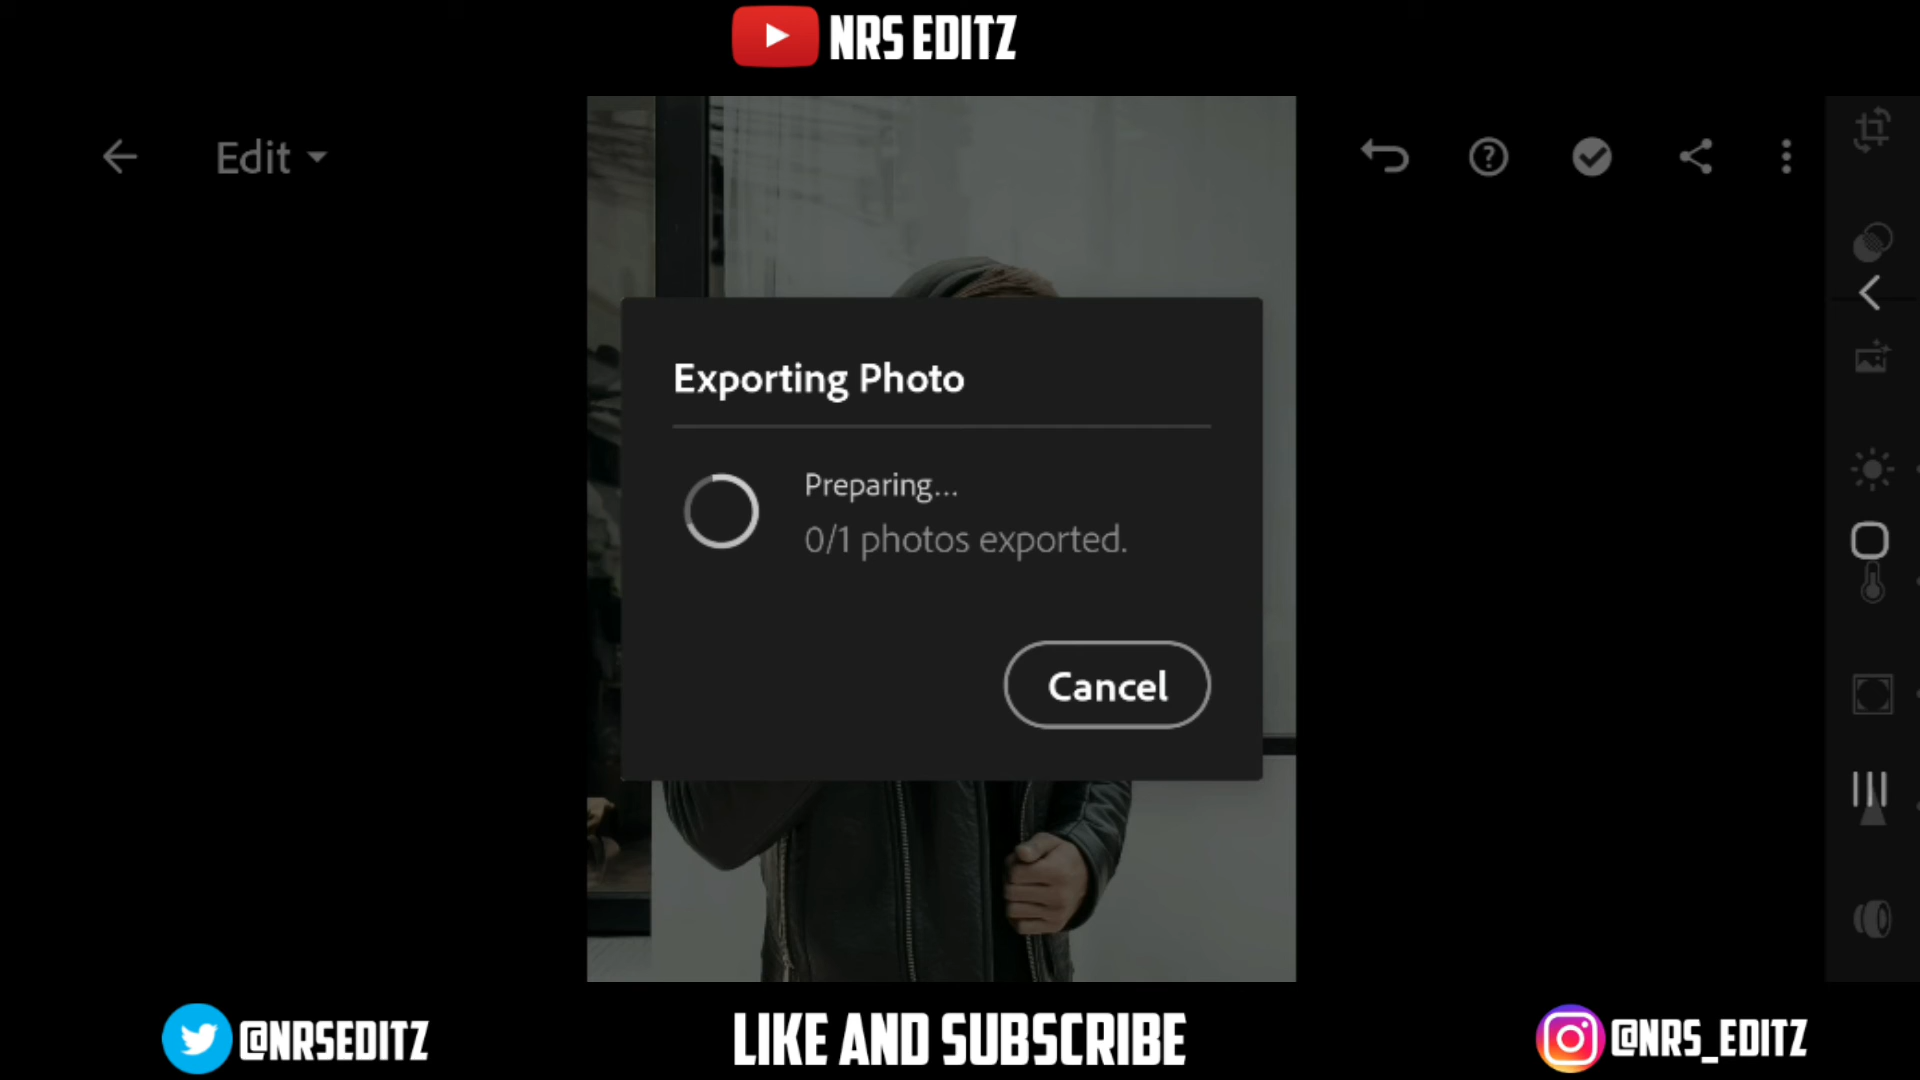 NRS EDITZ
Edit
Exporting Photo
Preparing...
0/1 photos exported.
Cancel
@NRSEDITZ
LIKE AND SUBSCRIBE
@NRS_EDITZ